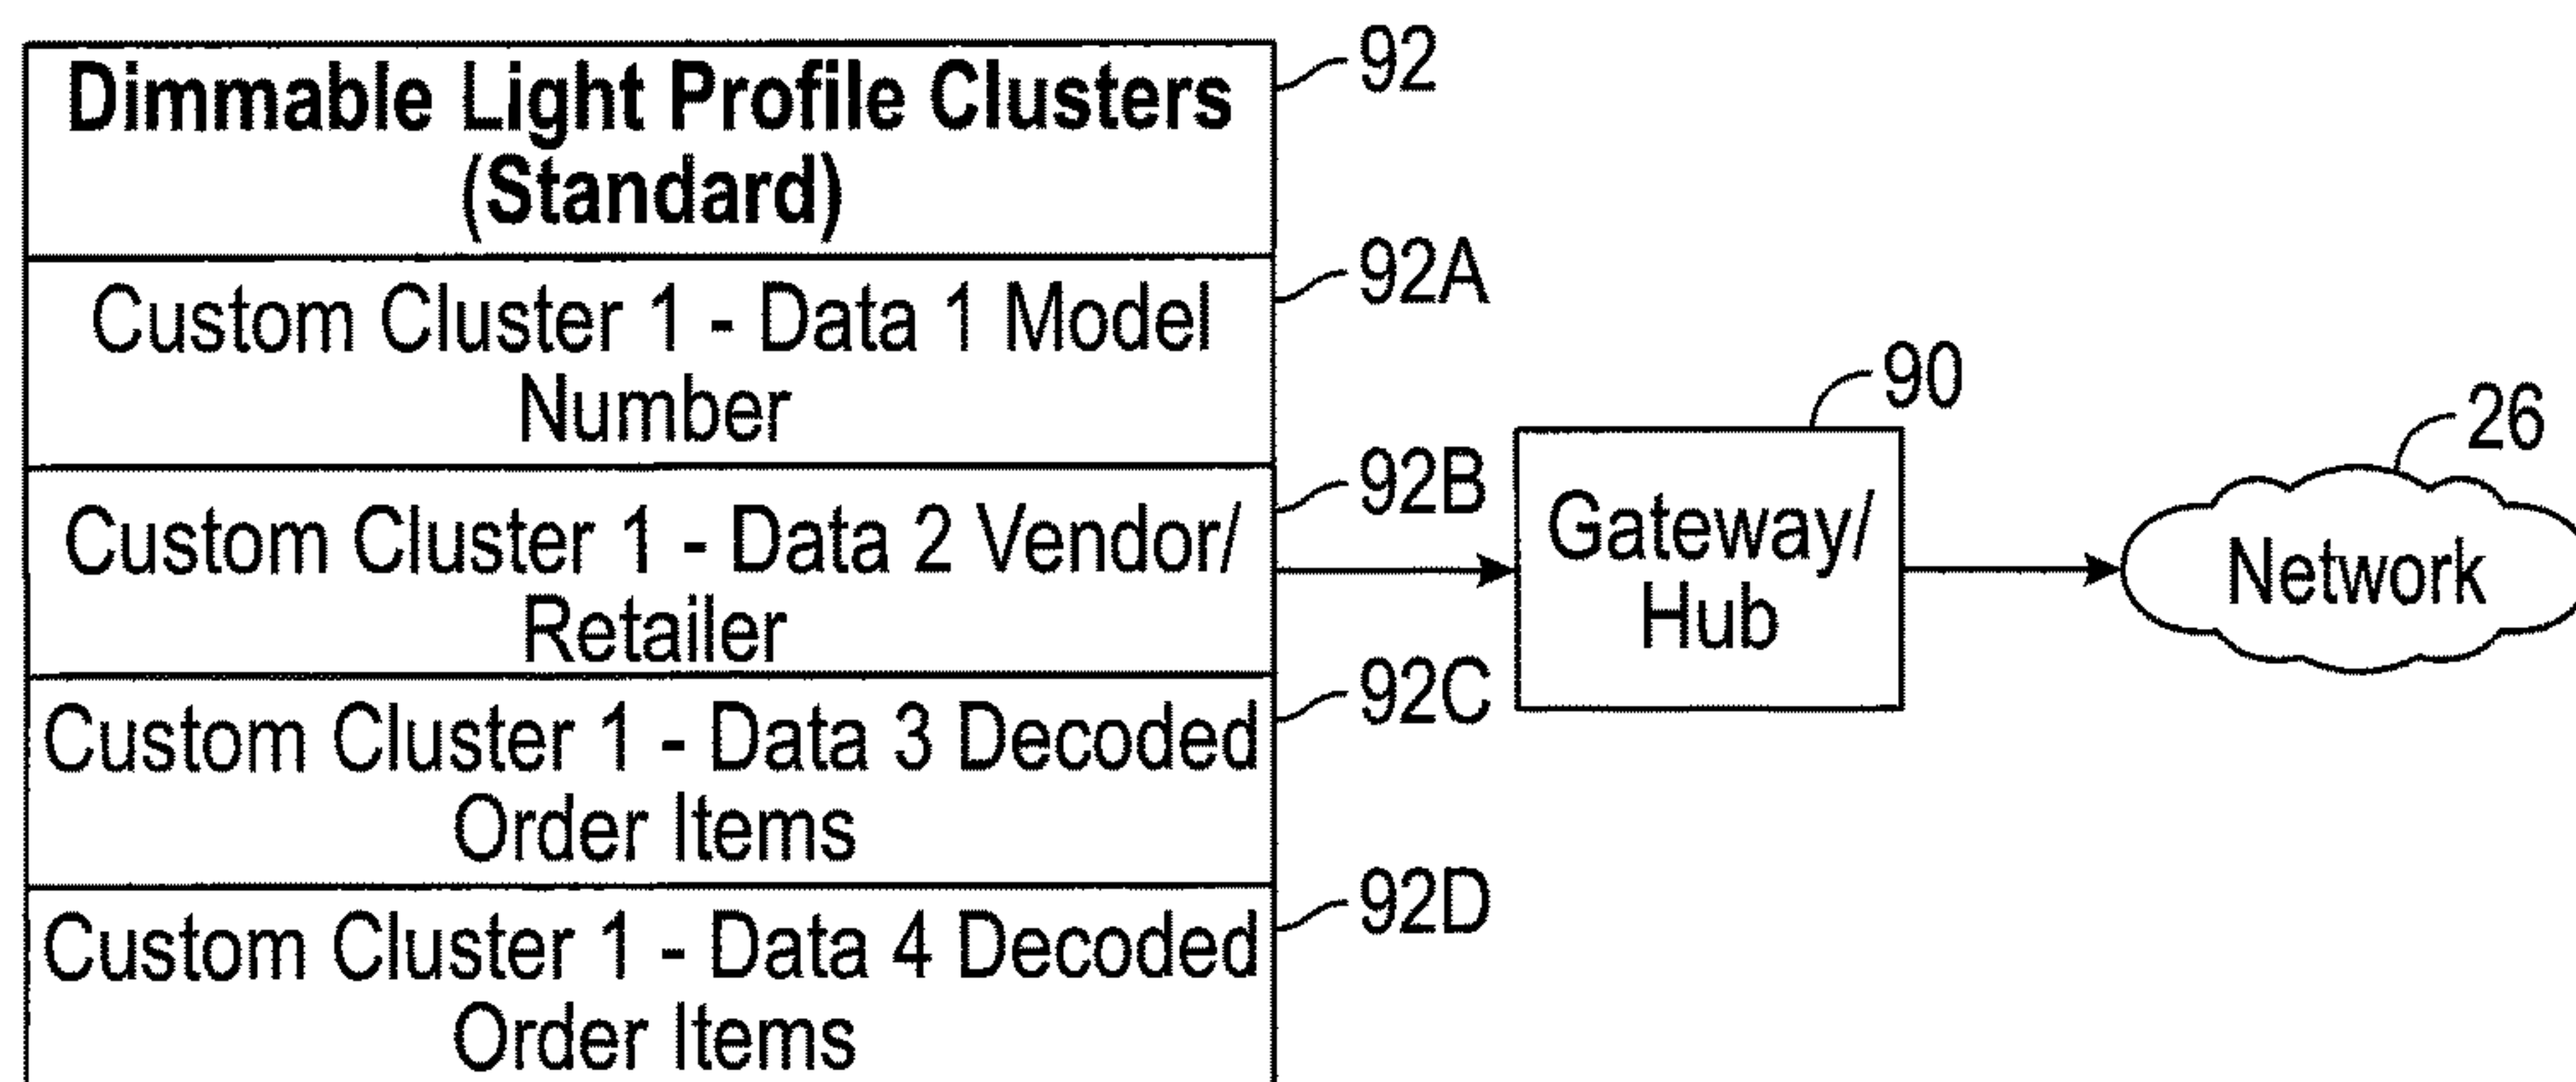 Dimmable Light Profile Clusters
(Standard)
92
Custom Cluster 1 - Data 1 Model
Number
92A
Custom Cluster 1 - Data 2 Vendor/
Retailer
92B
Custom Cluster 1 - Data 3 Decoded
Order Items
92C
Custom Cluster 1 - Data 4 Decoded
Order Items
92D
Gateway/
Hub
90
Network
26